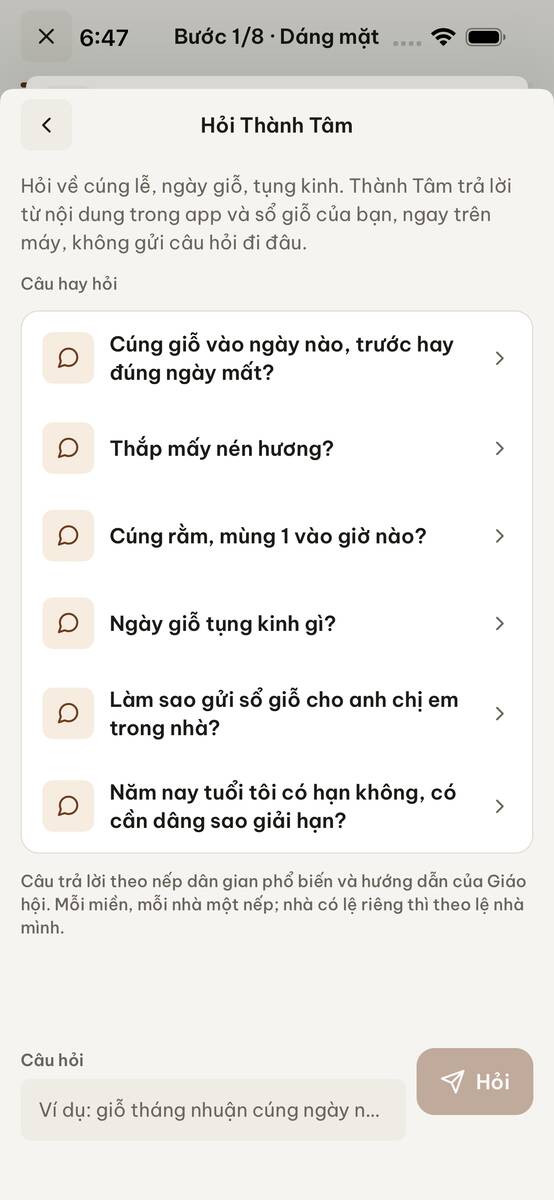 6:47
Bước 1/8 · Dáng mặt
Hỏi Thành Tâm
Hỏi về cúng lễ, ngày giỗ, tụng kinh. Thành Tâm trả lời
từ nội dung trong app và sổ giỗ của bạn, ngay trên
máy, không gửi câu hỏi đi đâu.
Câu hay hỏi
Cúng giỗ vào ngày nào, trước hay
đúng ngày mất?
Thắp mấy nén hương?
Cúng rằm, mùng 1 vào giờ nào?
Ngày giỗ tụng kinh gì?
Làm sao gửi sổ giỗ cho anh chị em
trong nhà?
Năm nay tuổi tôi có hạn không, có
cần dâng sao giải hạn?
Câu trả lời theo nếp dân gian phổ biến và hướng dẫn của Giáo
hội. Mỗi miền, mỗi nhà một nếp; nhà có lệ riêng thì theo lệ nhà
mình.
Câu hỏi
Ví dụ: giỗ tháng nhuận cúng ngày n...
Hỏi